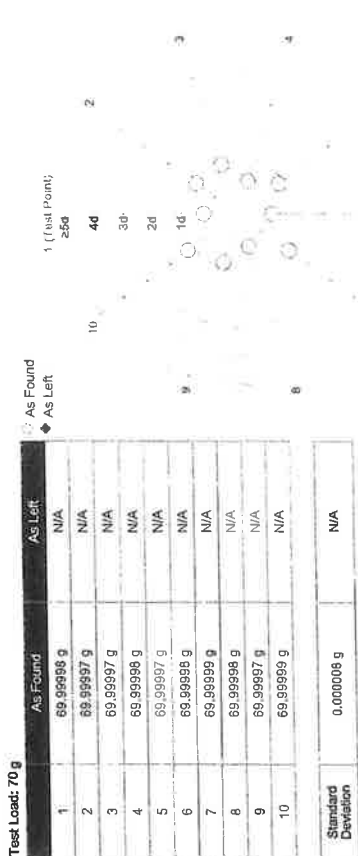 Test Load: 70 g
As Found As Left
1 69.99998 g N/A
2 69.99997 g N/A
3 69.99997 g N/A
4 69.99998 g N/A
5 69.99997 g N/A
6 69.99998 g N/A
7 69.99999 g N/A
8 69.99998 g N/A
9 69.99997 g N/A
10 69.99999 g N/A
Standard Deviation 0.000008 g N/A
As Found
◆ As Left
1 (Test Point)
≥5d
4d
3d
2d
1d
2
3
4
8
9
10